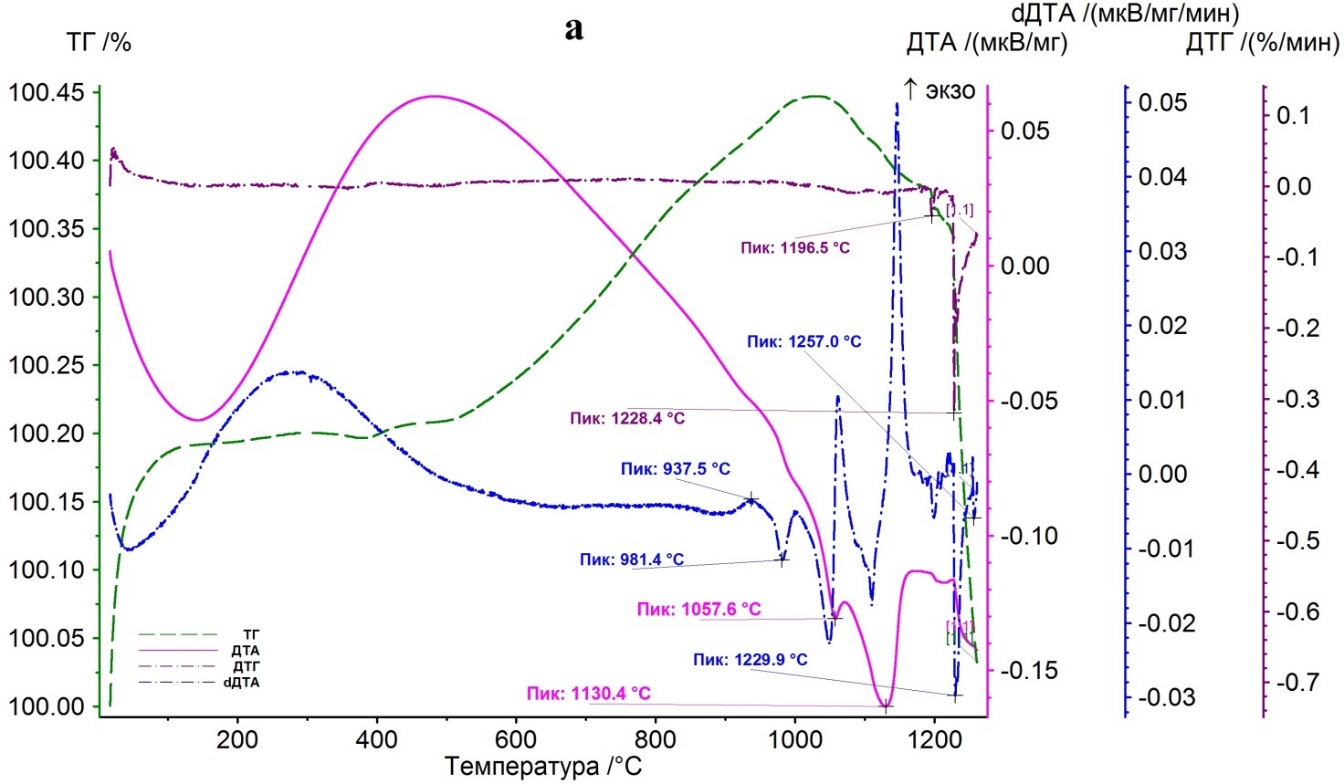 a
dДТА /(мкВ/мг/мин)
ТГ /%
ДТА /(мкВ/мг)
ДТГ /(%/мин)
↑ экзо
100.45
100.40
100.35
100.30
100.25
100.20
100.15
100.10
100.05
100.00
0.05
0.00
-0.05
-0.10
-0.15
0.05
0.04
0.03
0.02
0.01
0.00
-0.01
-0.02
-0.03
0.1
0.0
-0.1
-0.2
-0.3
-0.4
-0.5
-0.6
-0.7
[1.1]
Пик: 1196.5 °C
Пик: 1257.0 °C
Пик: 1228.4 °C
Пик: 937.5 °C
Пик: 981.4 °C
Пик: 1057.6 °C
Пик: 1229.9 °C
Пик: 1130.4 °C
ТГ
ДТА
ДТГ
dДТА
200
400
600
800
1000
1200
Температура /°C